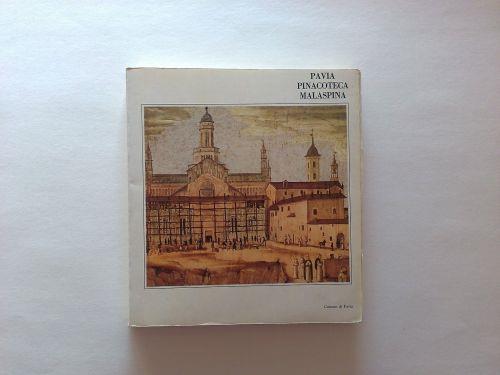 PAVIA
PINACOTECA
MALASPINA
Comune di Pavia